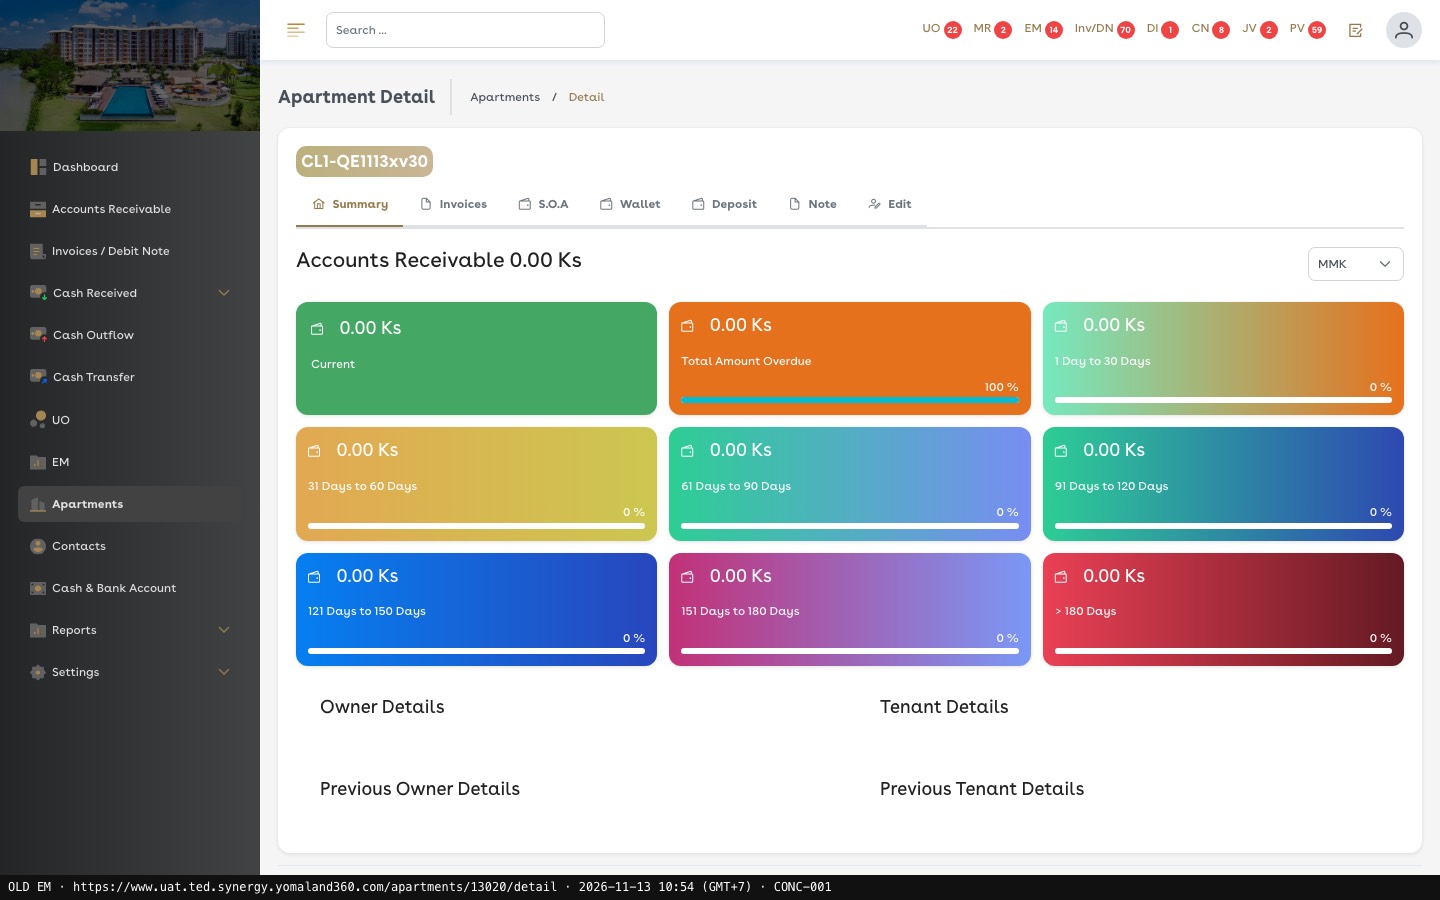 Search ...
UO 22 MR 2 EM 14 Inv/DN 70 DI 1 CN 8 JV 2 PV 59
Dashboard
Accounts Receivable
Invoices / Debit Note
Cash Received
Cash Outflow
Cash Transfer
UO
EM
Apartments
Contacts
Cash & Bank Account
Reports
Settings
Apartment Detail
Apartments / Detail
CL1-QE1113xv30
Summary Invoices S.O.A Wallet Deposit Note Edit
Accounts Receivable 0.00 Ks
MMK
0.00 Ks
Current
0.00 Ks
Total Amount Overdue
100 %
0.00 Ks
1 Day to 30 Days
0 %
0.00 Ks
31 Days to 60 Days
0 %
0.00 Ks
61 Days to 90 Days
0 %
0.00 Ks
91 Days to 120 Days
0 %
0.00 Ks
121 Days to 150 Days
0 %
0.00 Ks
151 Days to 180 Days
0 %
0.00 Ks
> 180 Days
0 %
Owner Details
Tenant Details
Previous Owner Details
Previous Tenant Details
OLD EM · https://www.uat.ted.synergy.yomaland360.com/apartments/13020/detail · 2026-11-13 10:54 (GMT+7) · CONC-001